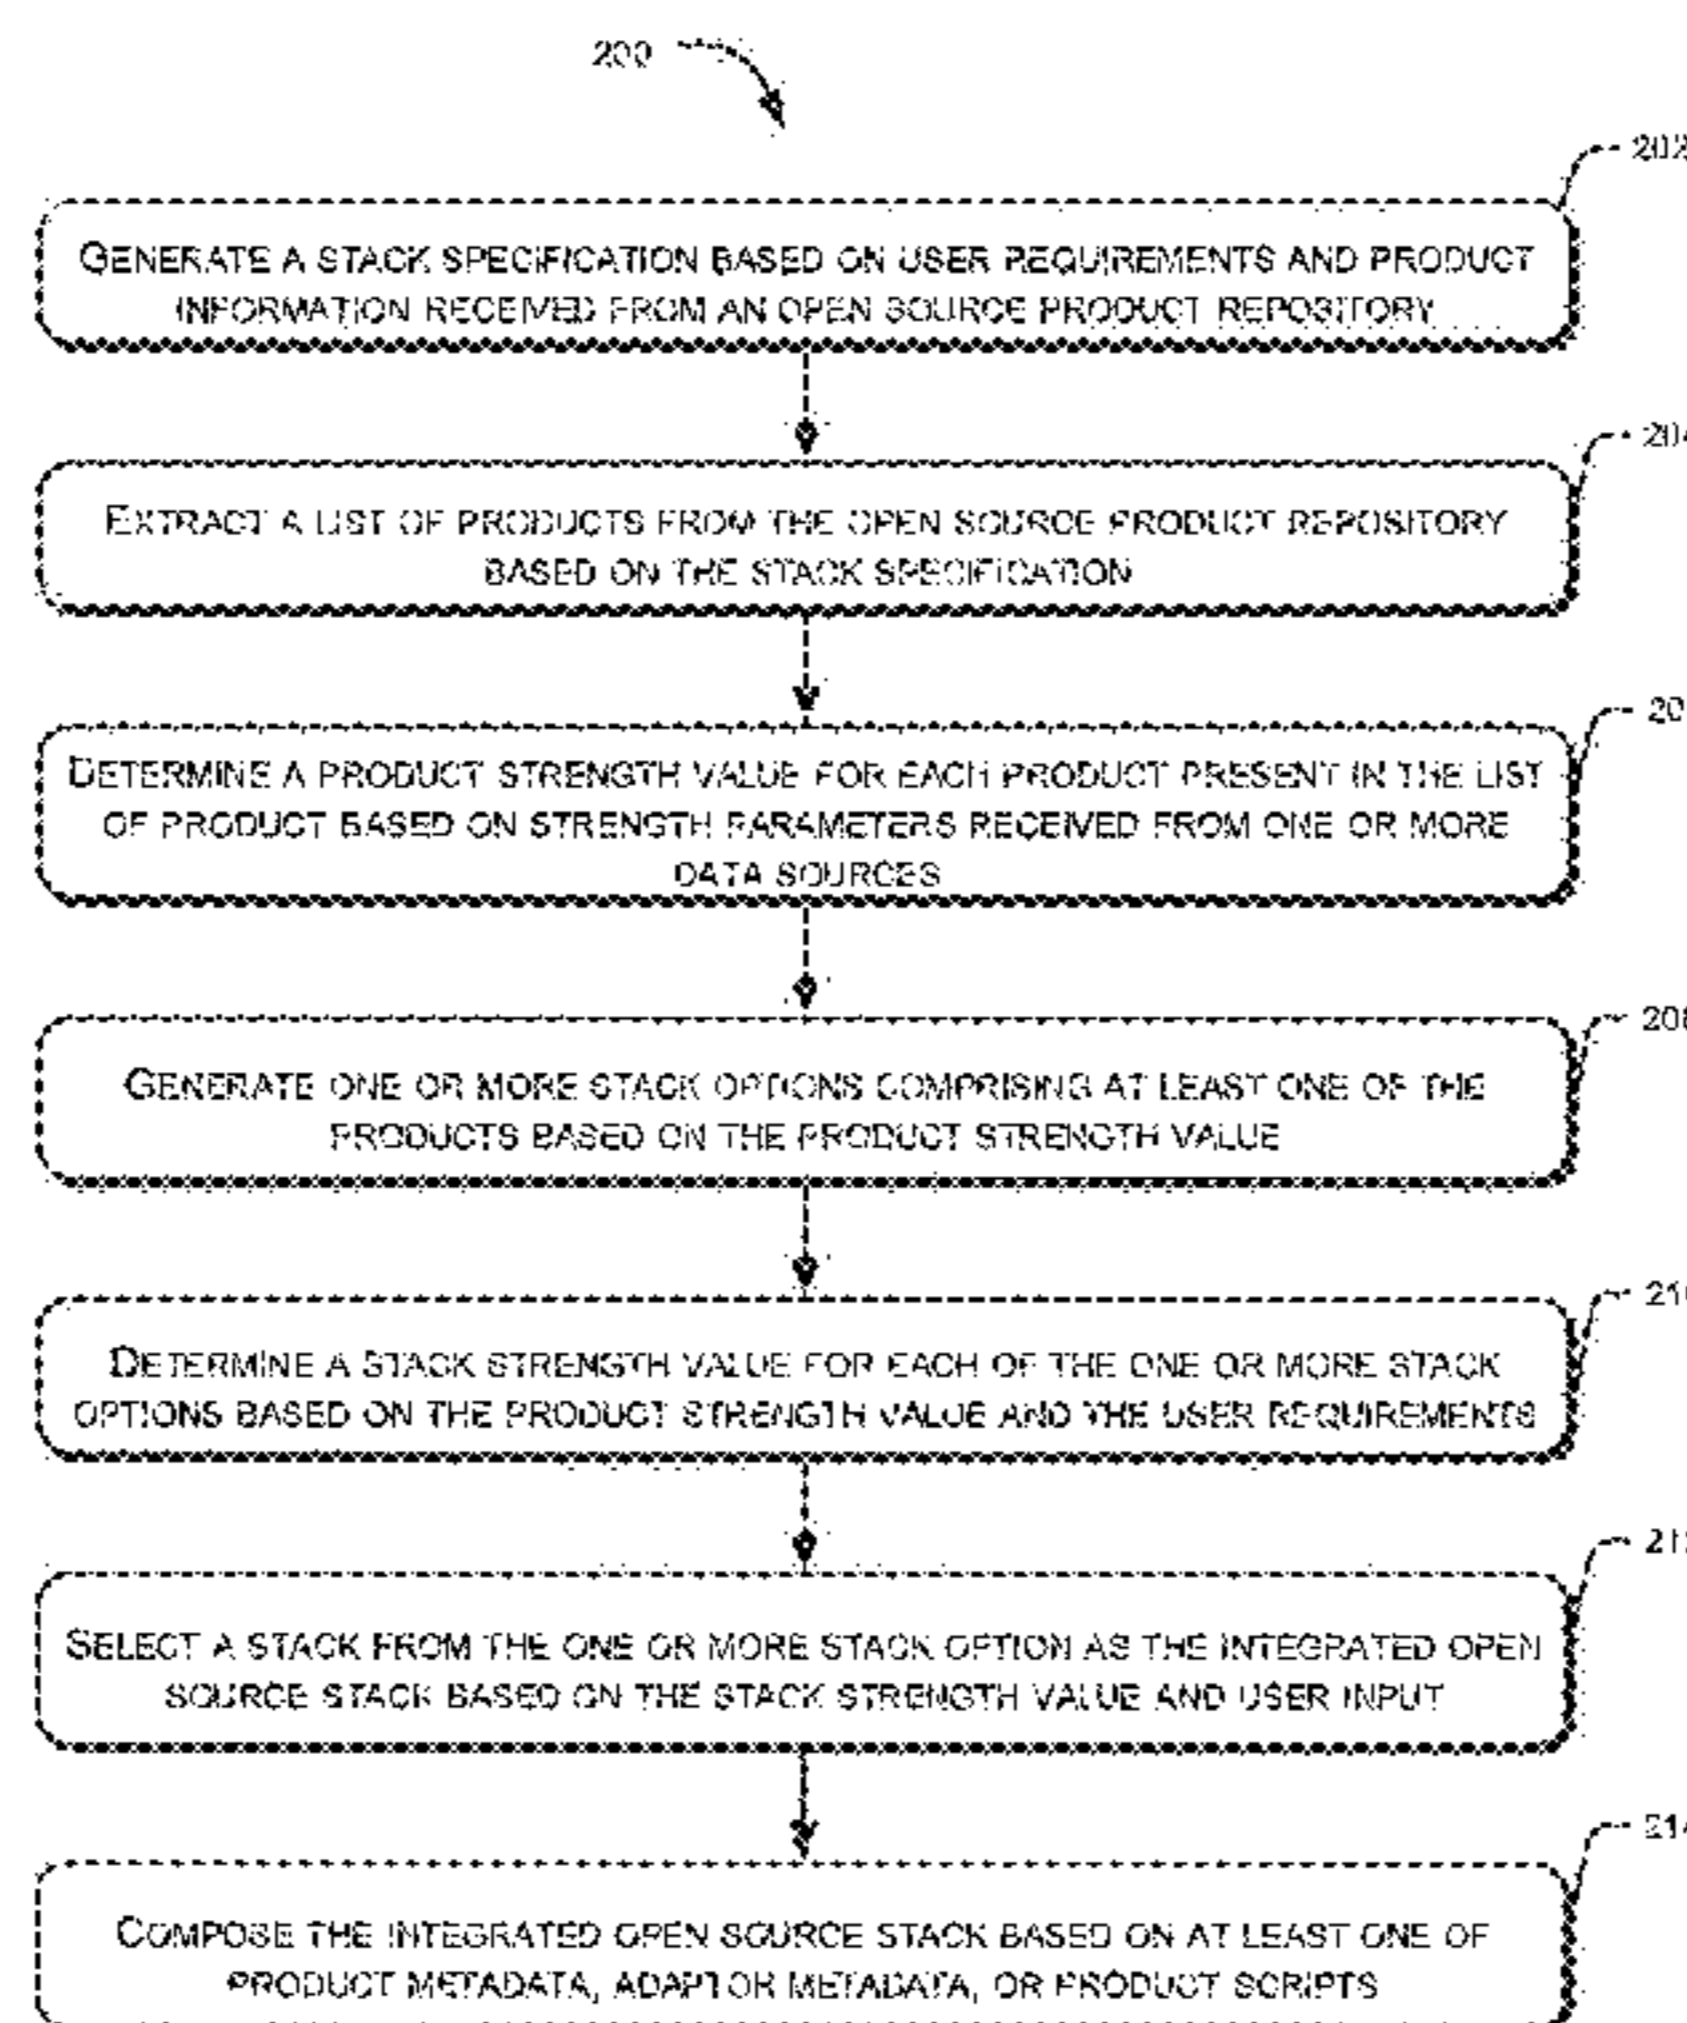 200
202
GENERATE A STACK SPECIFICATION BASED ON USER REQUIREMENTS AND PRODUCT
INFORMATION RECEIVED FROM AN OPEN SOURCE PRODUCT REPOSITORY
204
EXTRACT A LIST OF PRODUCTS FROM THE OPEN SOURCE PRODUCT REPOSITORY
BASED ON THE STACK SPECIFICATION
20
DETERMINE A PRODUCT STRENGTH VALUE FOR EACH PRODUCT PRESENT IN THE LIST
OF PRODUCT BASED ON STRENGTH PARAMETERS RECEIVED FROM ONE OR MORE
DATA SOURCES
208
GENERATE ONE OR MORE STACK OPTIONS COMPRISING AT LEAST ONE OF THE
PRODUCTS BASED ON THE PRODUCT STRENGTH VALUE
210
DETERMINE A STACK STRENGTH VALUE FOR EACH OF THE ONE OR MORE STACK
OPTIONS BASED ON THE PRODUCT STRENGTH VALUE AND THE USER REQUIREMENTS
212
SELECT A STACK FROM THE ONE OR MORE STACK OPTION AS THE INTEGRATED OPEN
SOURCE STACK BASED ON THE STACK STRENGTH VALUE AND USER INPUT
214
COMPOSE THE INTEGRATED OPEN SOURCE STACK BASED ON AT LEAST ONE OF
PRODUCT METADATA, ADAPTOR METADATA, OR PRODUCT SCRIPTS